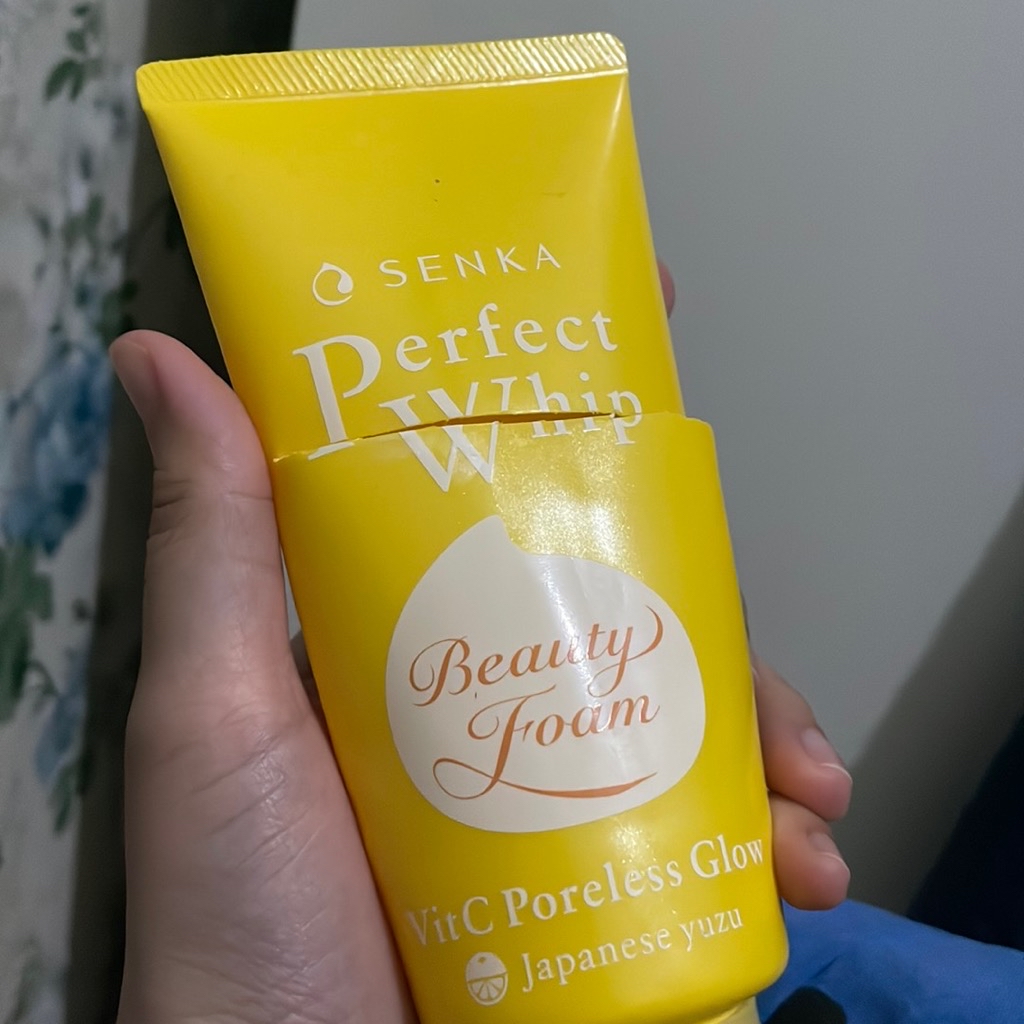 SENKA
Perfect
Whip
Beauty
Foam
VitC Poreless Glow
Japanese yuzu